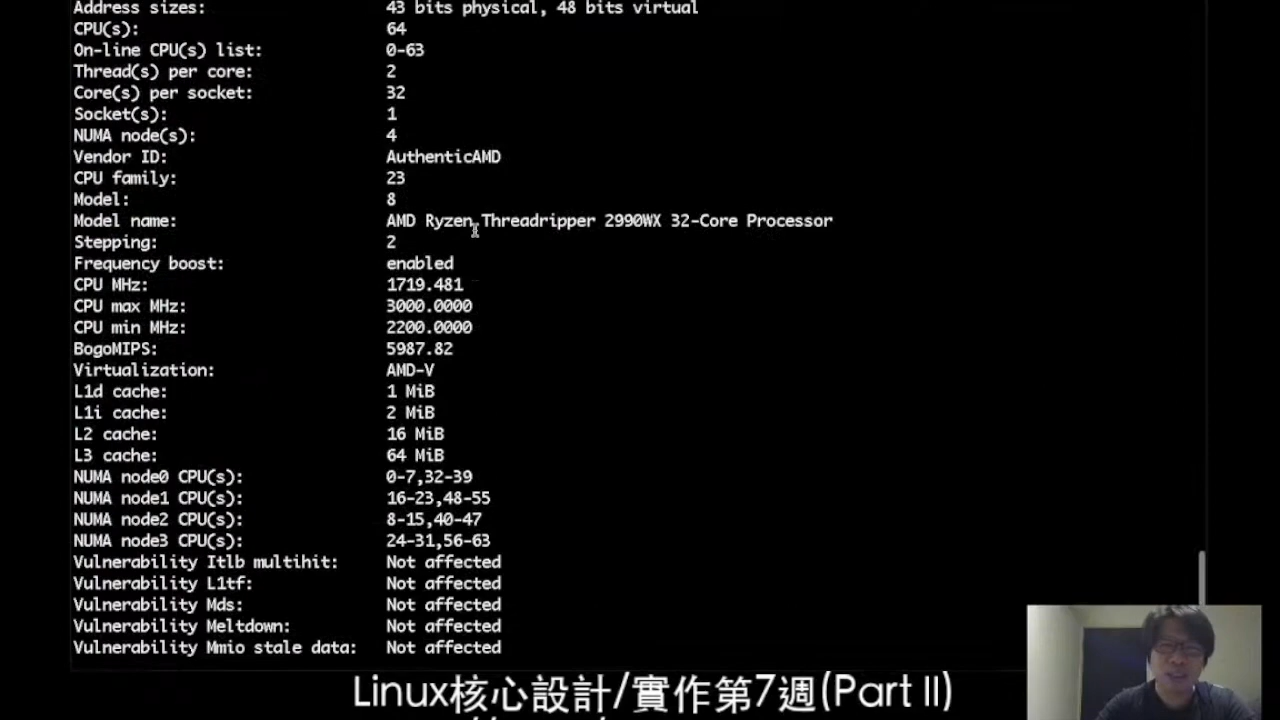 Address sizes: 43 bits physical, 48 bits virtual
CPU(s): 64
On-line CPU(s) list: 0-63
Thread(s) per core: 2
Core(s) per socket: 32
Socket(s): 1
NUMA node(s): 4
Vendor ID: AuthenticAMD
CPU family: 23
Model: 8
Model name: AMD Ryzen Threadripper 2990WX 32-Core Processor
Stepping: 2
Frequency boost: enabled
CPU MHz: 1719.481
CPU max MHz: 3000.0000
CPU min MHz: 2200.0000
BogoMIPS: 5987.82
Virtualization: AMD-V
L1d cache: 1 MiB
L1i cache: 2 MiB
L2 cache: 16 MiB
L3 cache: 64 MiB
NUMA node0 CPU(s): 0-7,32-39
NUMA node1 CPU(s): 16-23,48-55
NUMA node2 CPU(s): 8-15,40-47
NUMA node3 CPU(s): 24-31,56-63
Vulnerability Itlb multihit: Not affected
Vulnerability L1tf: Not affected
Vulnerability Mds: Not affected
Vulnerability Meltdown: Not affected
Vulnerability Mmio stale data: Not affected
Linux核心設計/實作第7週(Part II)